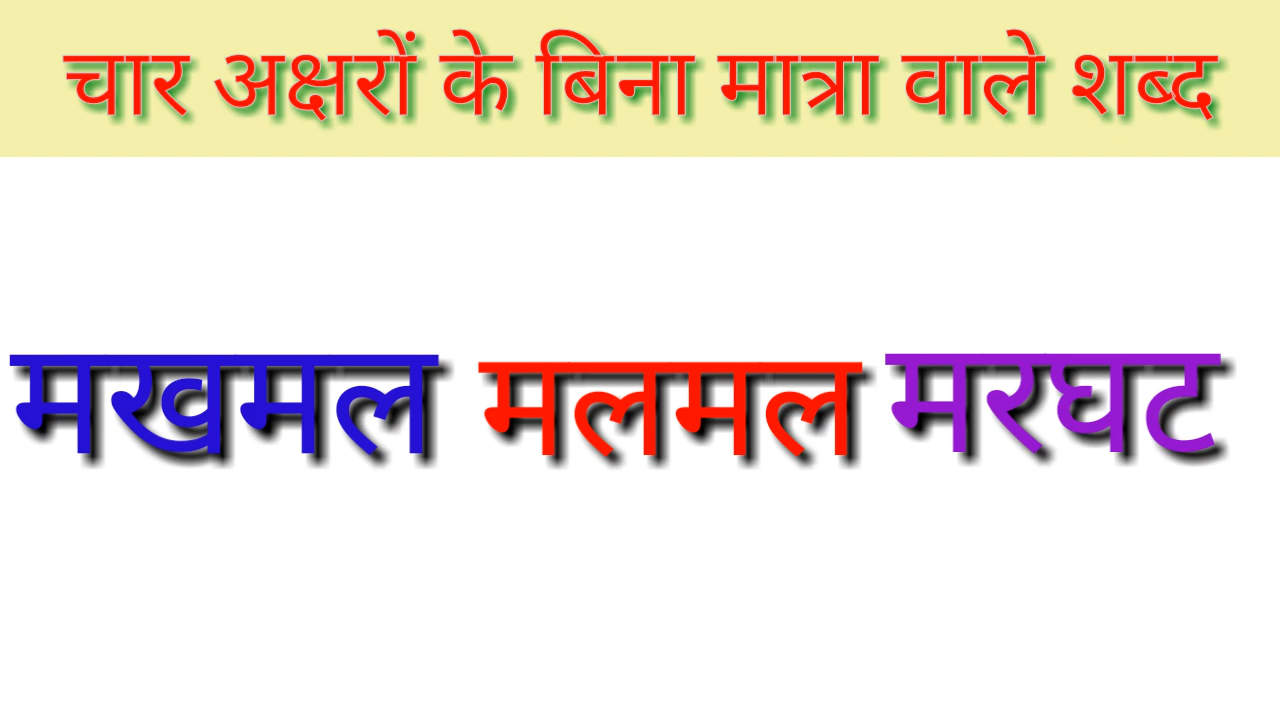 चार अक्षरों के बिना मात्रा वाले शब्द
मखमल मलमल मरघट